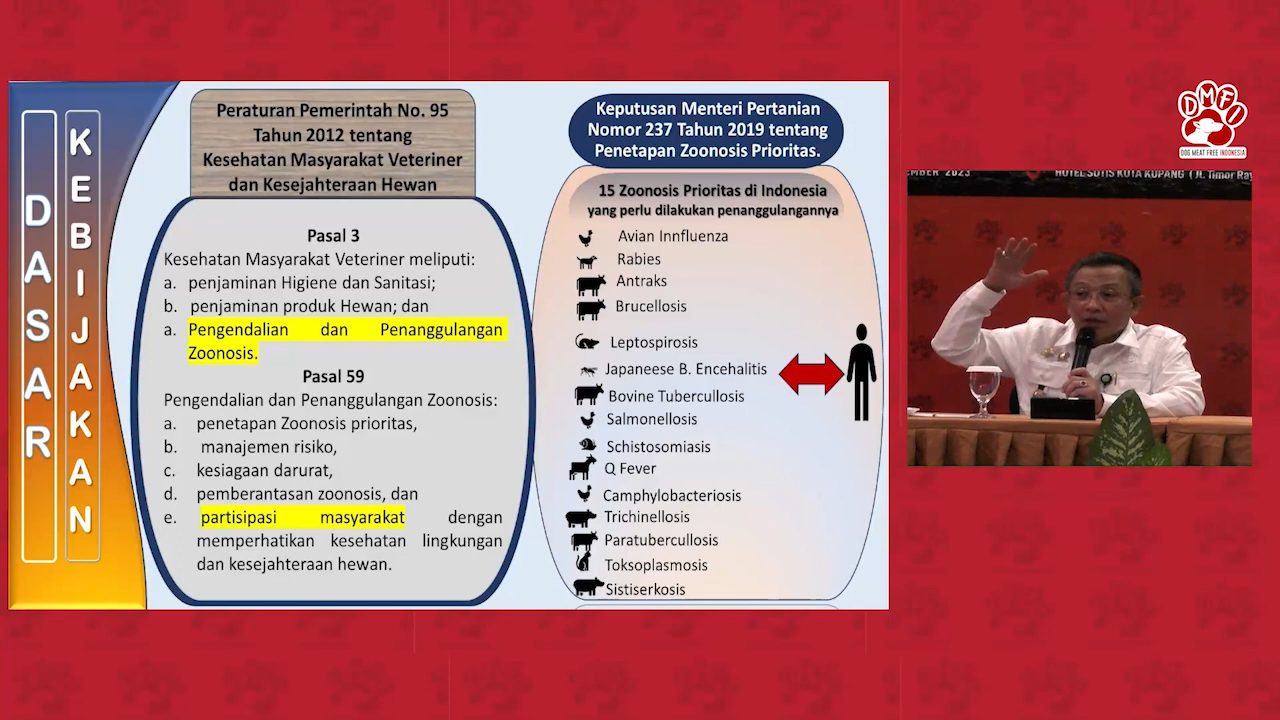 DASAR
KEBIJAKAN
Peraturan Pemerintah No. 95
Tahun 2012 tentang
Kesehatan Masyarakat Veteriner
dan Kesejahteraan Hewan
Pasal 3
Kesehatan Masyarakat Veteriner meliputi:
a. penjaminan Higiene dan Sanitasi;
b. penjaminan produk Hewan; dan
a. Pengendalian dan Penanggulangan
Zoonosis.
Pasal 59
Pengendalian dan Penanggulangan Zoonosis:
a. penetapan Zoonosis prioritas,
b. manajemen risiko,
c. kesiagaan darurat,
d. pemberantasan zoonosis, dan
e. partisipasi masyarakat dengan
memperhatikan kesehatan lingkungan
dan kesejahteraan hewan.
Keputusan Menteri Pertanian
Nomor 237 Tahun 2019 tentang
Penetapan Zoonosis Prioritas.
15 Zoonosis Prioritas di Indonesia
yang perlu dilakukan penanggulangannya
Avian Innfluenza
Rabies
Antraks
Brucellosis
Leptospirosis
Japaneese B. Encehalitis
Bovine Tubercullosis
Salmonellosis
Schistosomiasis
Q Fever
Camphylobacteriosis
Trichinellosis
Paratubercullosis
Toksoplasmosis
Sistiserkosis
DMFI
DOG MEAT FREE INDONESIA
2023
HOTEL SOTIS KOTA KUPANG ( JL. Timor Ray